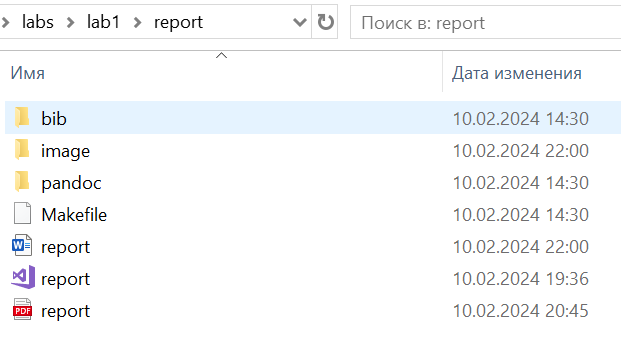 labs lab1 report Поиск в: report
Имя Дата изменения
bib 10.02.2024 14:30
image 10.02.2024 22:00
pandoc 10.02.2024 14:30
Makefile 10.02.2024 14:30
W report 10.02.2024 22:00
report 10.02.2024 19:36
PDF report 10.02.2024 20:45